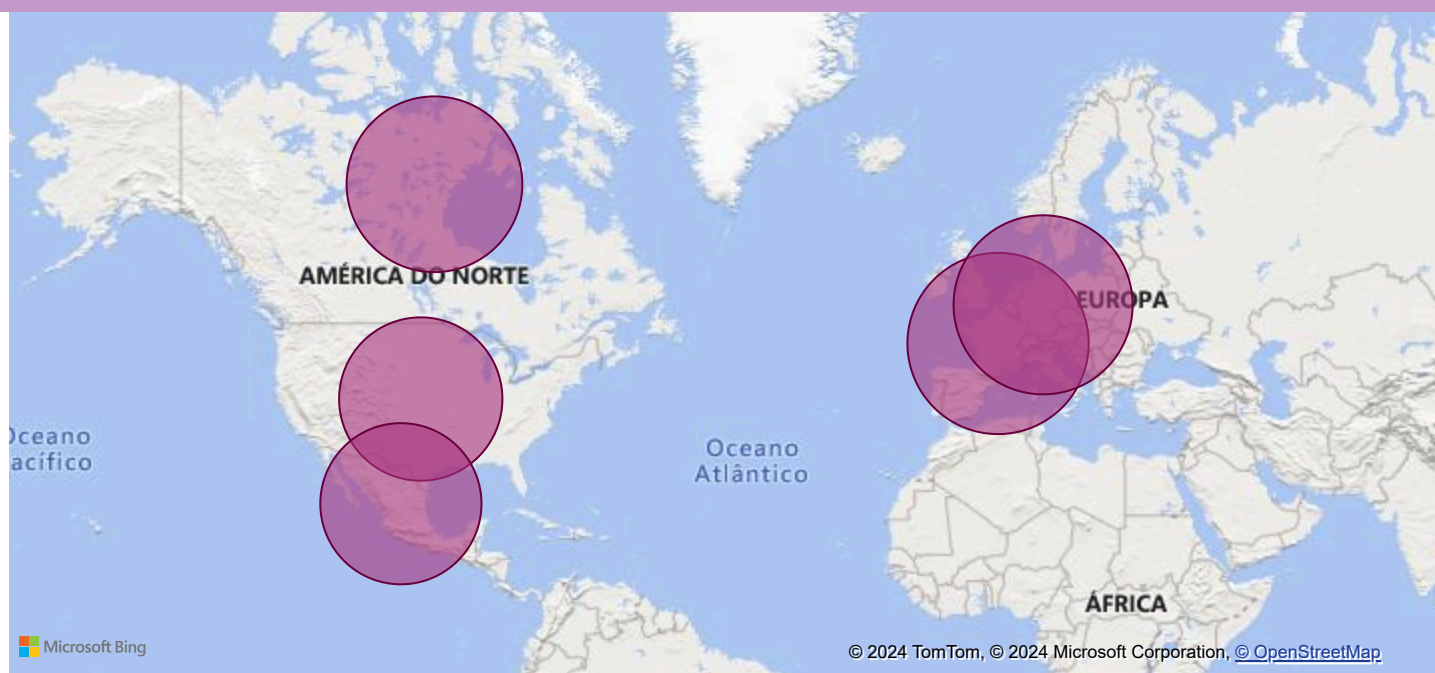 AMÉRICA DO NORTE
EUROPA
Oceano
acífico
Oceano
Atlântico
ÁFRICA
Microsoft Bing
© 2024 TomTom, © 2024 Microsoft Corporation, © OpenStreetMap